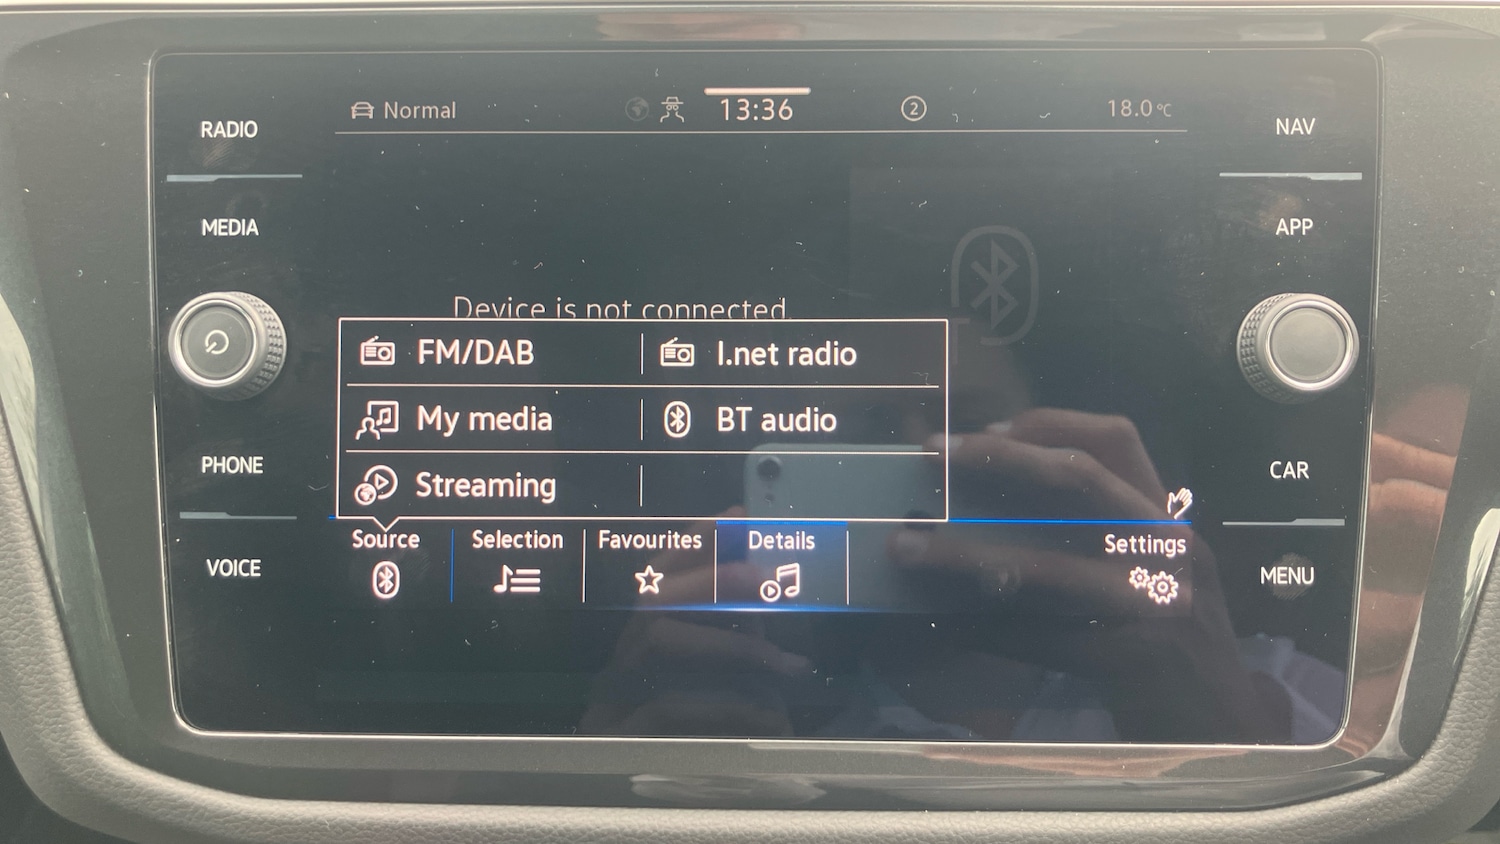 Normal 13:36 2 18.0°C
RADIO
NAV
MEDIA
APP
Device is not connected.
FM/DAB I.net radio
My media BT audio
Streaming
PHONE
CAR
Source Selection Favourites Details Settings
VOICE
MENU